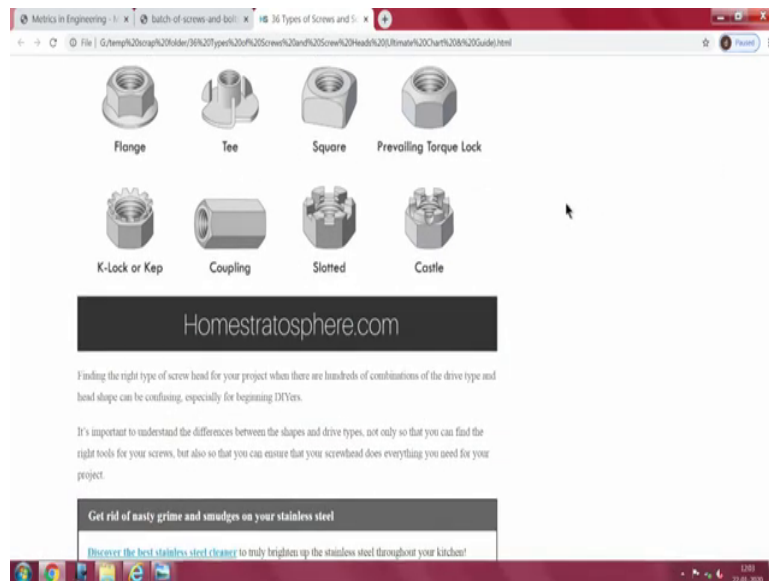 Metrics in Engineering - M
batch-of-screws-and-bolt
HS 36 Types of Screws and Sc
File | G:/temp%20scrap%20folder/36%20Types%20of%20Screws%20and%20Screw%20Heads%20(Ultimate%20Chart%20&%20Guide).html
Paused
Flange Tee Square Prevailing Torque Lock
K-Lock or Kep Coupling Slotted Castle
Homestratosphere.com
Finding the right type of screw head for your project when there are hundreds of combinations of the drive type and
head shape can be confusing, especially for beginning DIYers.
It's important to understand the differences between the shapes and drive types, not only so that you can find the
right tools for your screws, but also so that you can ensure that your screwhead does everything you need for your
project.
Get rid of nasty grime and smudges on your stainless steel
Discover the best stainless steel cleaner to truly brighten up the stainless steel throughout your kitchen!
1203